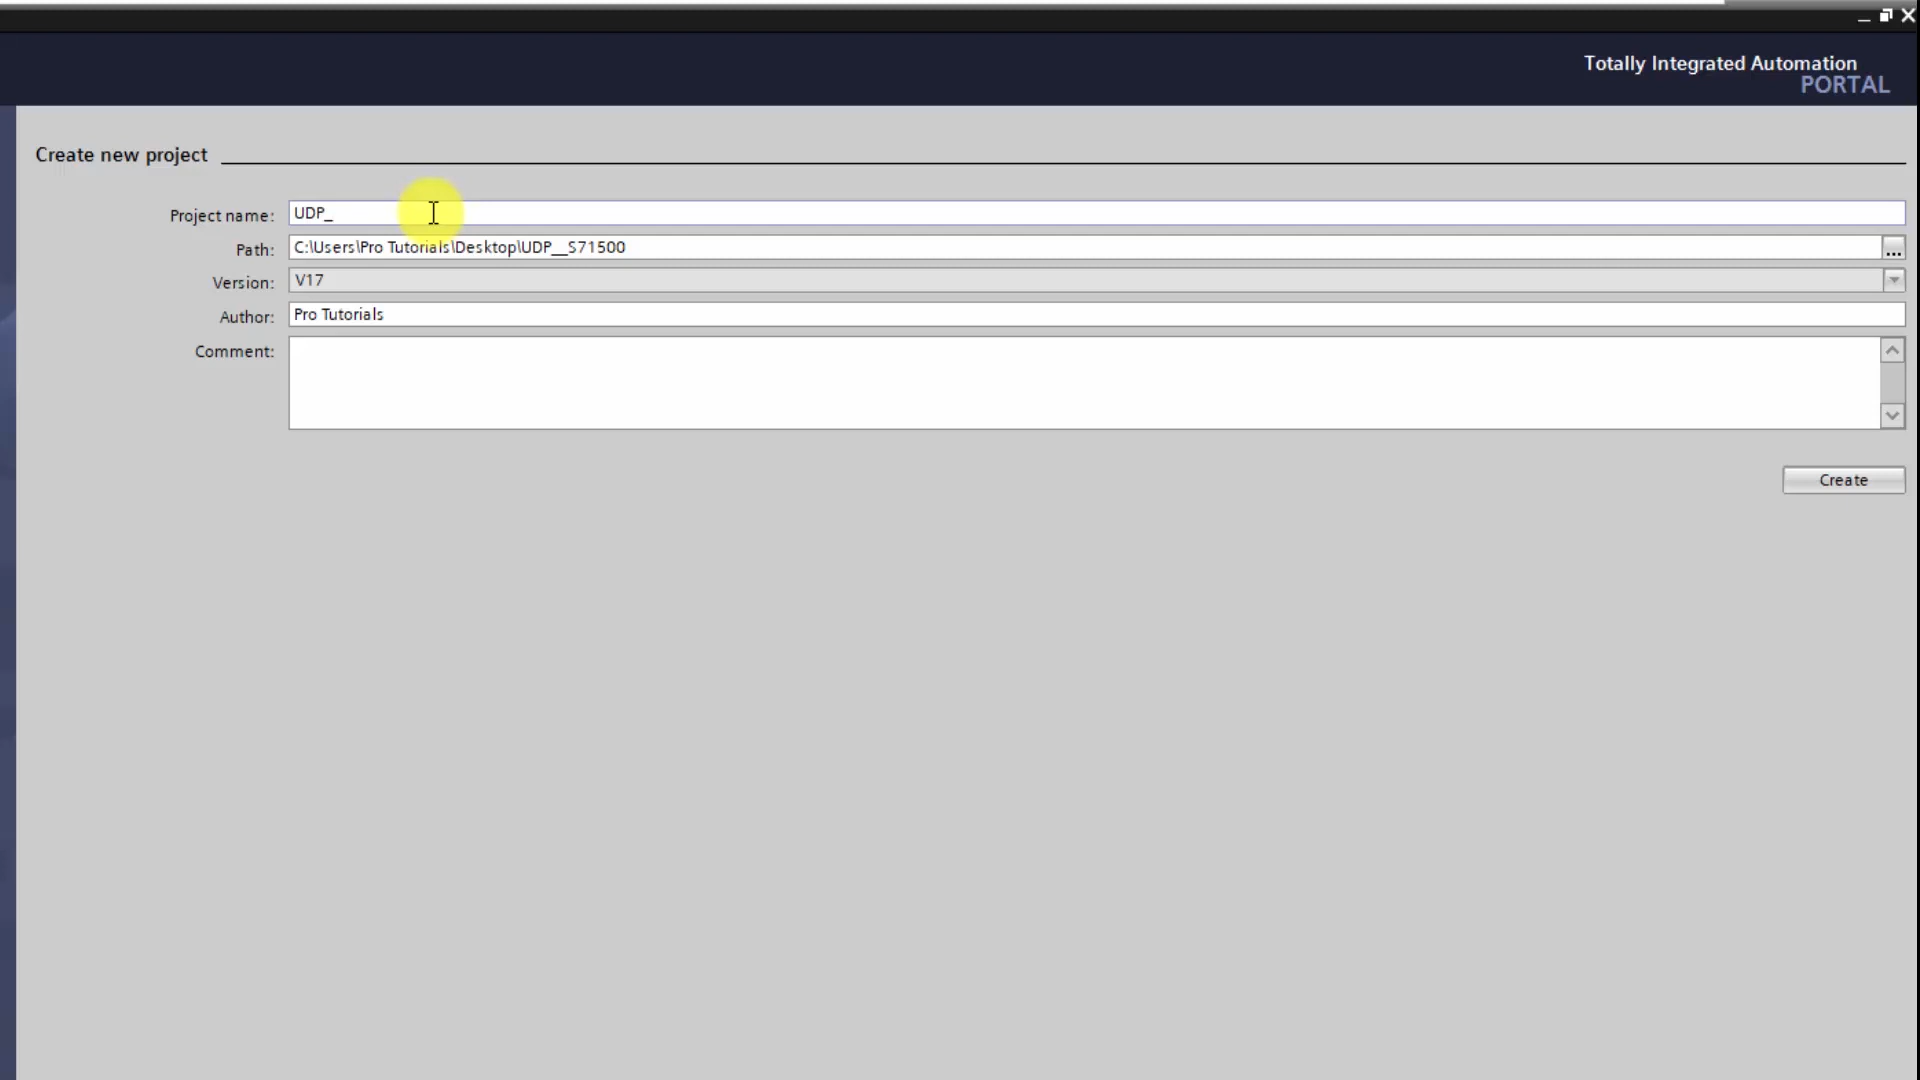 Totally Integrated Automation
PORTAL
Create new project
Project name: UDP_
Path: C:\Users\Pro Tutorials\Desktop\UDP__S71500
...
Version: V17
Author: Pro Tutorials
Comment:
Create